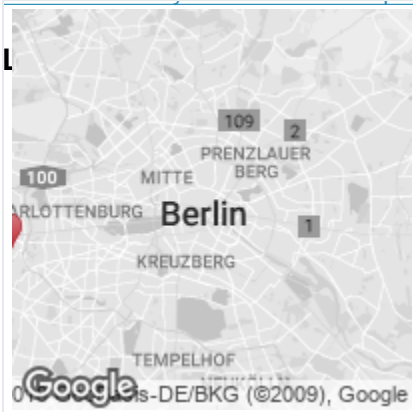 109
2
PRENZLAUER
BERG
100
MITTE
ARLOTTENBURG
Berlin
1
KREUZBERG
TEMPELHOF
Google
-DE/BKG (©2009), Google